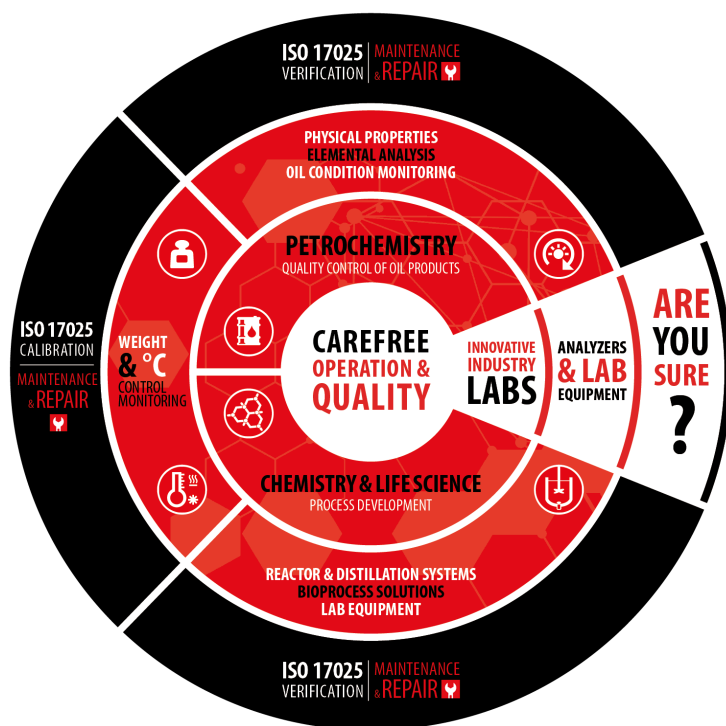 ISO 17025
VERIFICATION
MAINTENANCE
& REPAIR
PHYSICAL PROPERTIES
ELEMENTAL ANALYSIS
OIL CONDITION MONITORING
PETROCHEMISTRY
QUALITY CONTROL OF OIL PRODUCTS
ISO 17025
CALIBRATION
MAINTENANCE
& REPAIR
WEIGHT
& °C
CONTROL
MONITORING
CAREFREE
OPERATION &
QUALITY
INNOVATIVE
INDUSTRY
LABS
ANALYZERS
& LAB
EQUIPMENT
ARE
YOU
SURE
?
CHEMISTRY & LIFE SCIENCE
PROCESS DEVELOPMENT
REACTOR & DISTILLATION SYSTEMS
BIOPROCESS SOLUTIONS
LAB EQUIPMENT
ISO 17025
VERIFICATION
MAINTENANCE
& REPAIR